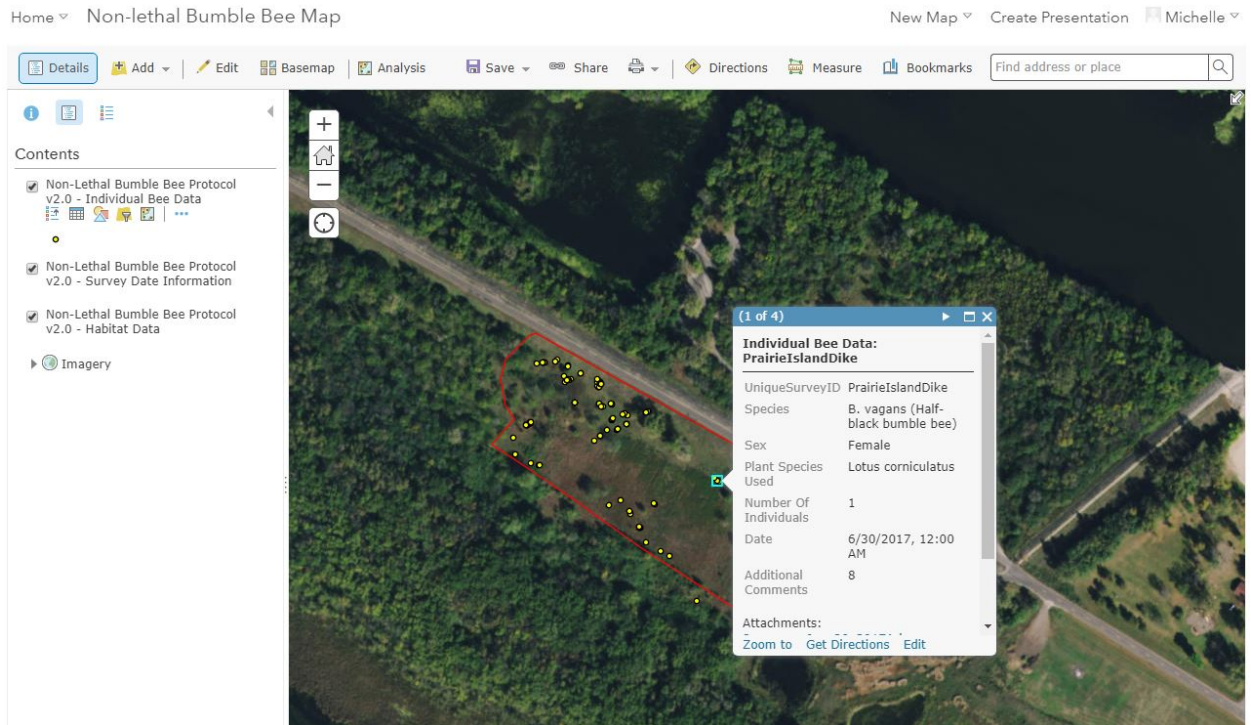 Home Non-lethal Bumble Bee Map New Map Create Presentation Michelle
Details Add Edit Basemap Analysis Save Share Directions Measure Bookmarks Find address or place
Contents
Non-Lethal Bumble Bee Protocol
v2.0 - Individual Bee Data
Non-Lethal Bumble Bee Protocol
v2.0 - Survey Date Information
Non-Lethal Bumble Bee Protocol
v2.0 - Habitat Data
Imagery
(1 of 4)
Individual Bee Data:
PrairieIslandDike
UniqueSurveyID PrairieIslandDike
Species B. vagans (Half-
black bumble bee)
Sex Female
Plant Species Lotus corniculatus
Used
Number Of 1
Individuals
Date 6/30/2017, 12:00
AM
Additional 8
Comments
Attachments:
Zoom to Get Directions Edit